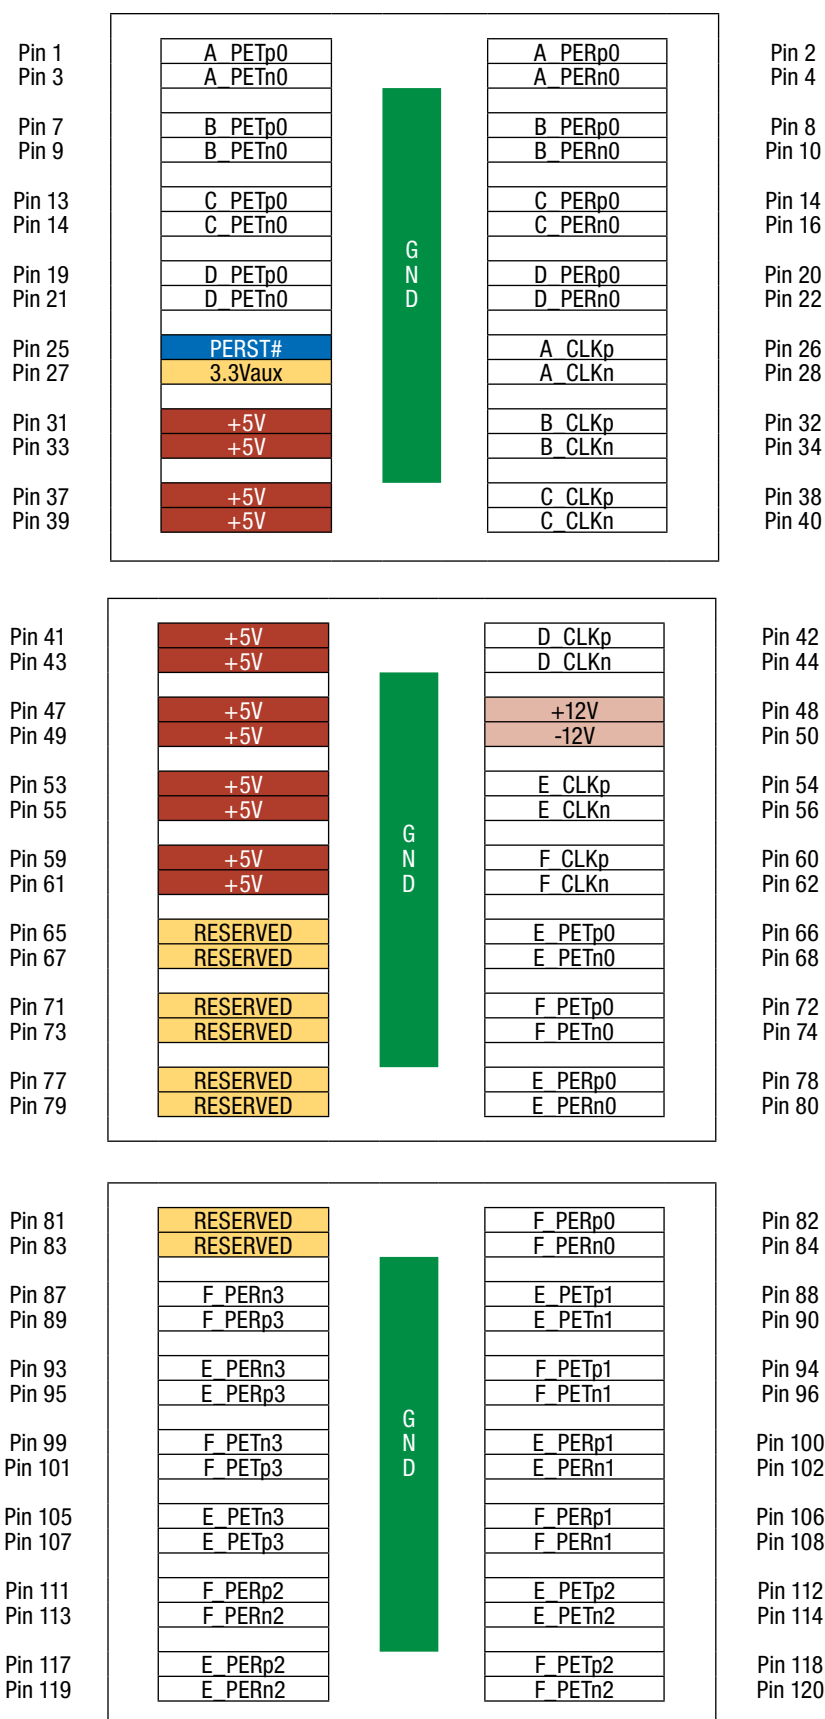 Pin 1 A_PETp0 A_PERp0 Pin 2
Pin 3 A_PETn0 A_PERn0 Pin 4
Pin 7 B_PETp0 B_PERp0 Pin 8
Pin 9 B_PETn0 B_PERn0 Pin 10
Pin 13 C_PETp0 C_PERp0 Pin 14
Pin 14 C_PETn0 C_PERn0 Pin 16
G
Pin 19 D_PETp0 N D_PERp0 Pin 20
Pin 21 D_PETn0 D D_PERn0 Pin 22
Pin 25 PERST# A_CLKp Pin 26
Pin 27 3.3Vaux A_CLKn Pin 28
Pin 31 +5V B_CLKp Pin 32
Pin 33 +5V B_CLKn Pin 34
Pin 37 +5V C_CLKp Pin 38
Pin 39 +5V C_CLKn Pin 40
Pin 41 +5V D_CLKp Pin 42
Pin 43 +5V D_CLKn Pin 44
Pin 47 +5V +12V Pin 48
Pin 49 +5V -12V Pin 50
Pin 53 +5V E_CLKp Pin 54
Pin 55 +5V E_CLKn Pin 56
G
Pin 59 +5V N F_CLKp Pin 60
Pin 61 +5V D F_CLKn Pin 62
Pin 65 RESERVED E_PETp0 Pin 66
Pin 67 RESERVED E_PETn0 Pin 68
Pin 71 RESERVED F_PETp0 Pin 72
Pin 73 RESERVED F_PETn0 Pin 74
Pin 77 RESERVED E_PERp0 Pin 78
Pin 79 RESERVED E_PERn0 Pin 80
Pin 81 RESERVED F_PERp0 Pin 82
Pin 83 RESERVED F_PERn0 Pin 84
Pin 87 F_PERn3 E_PETp1 Pin 88
Pin 89 F_PERp3 E_PETn1 Pin 90
Pin 93 E_PERn3 F_PETp1 Pin 94
Pin 95 E_PERp3 F_PETn1 Pin 96
G
Pin 99 F_PETn3 N E_PERp1 Pin 100
Pin 101 F_PETp3 D E_PERn1 Pin 102
Pin 105 E_PETn3 F_PERp1 Pin 106
Pin 107 E_PETp3 F_PERn1 Pin 108
Pin 111 F_PERp2 E_PETp2 Pin 112
Pin 113 F_PERn2 E_PETn2 Pin 114
Pin 117 E_PERp2 F_PETp2 Pin 118
Pin 119 E_PERn2 F_PETn2 Pin 120